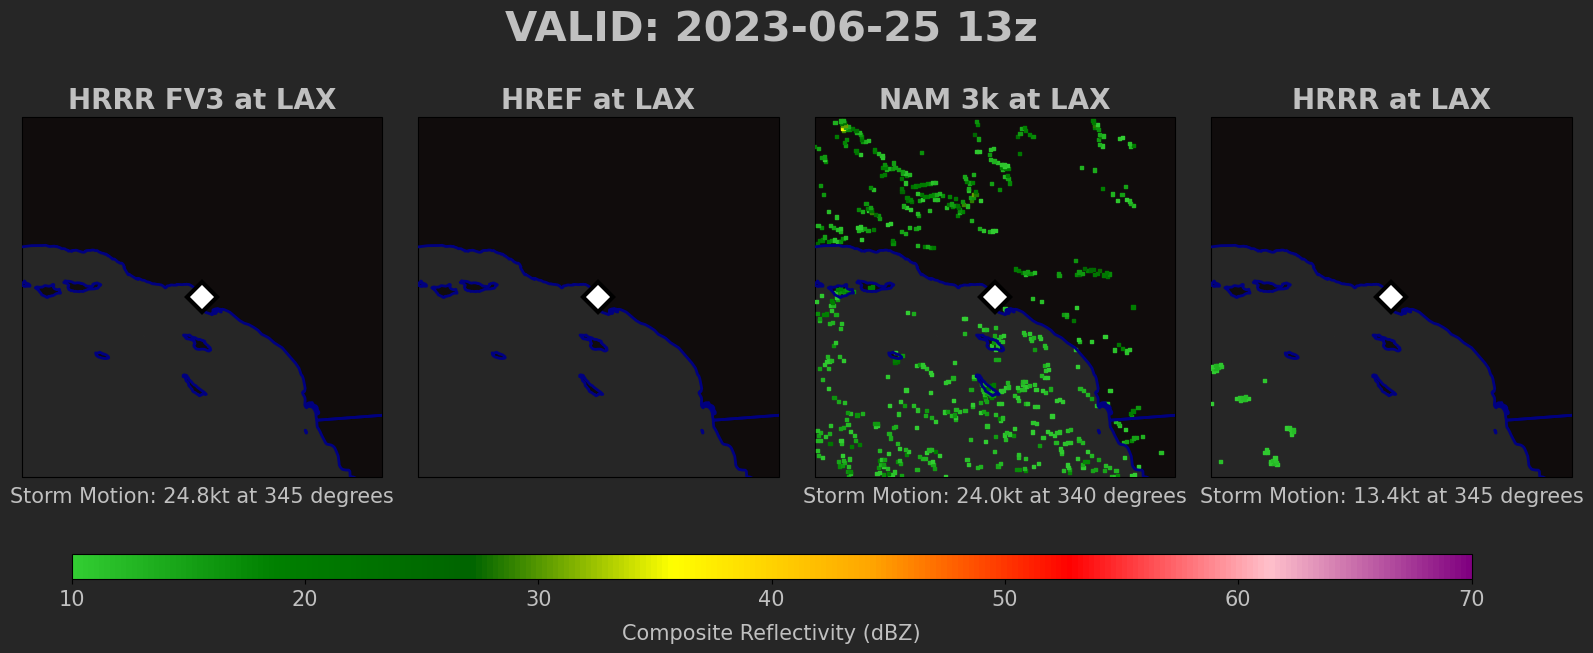 VALID: 2023-06-25 13z
HRRR FV3 at LAX
HREF at LAX
NAM 3k at LAX
HRRR at LAX
Storm Motion: 24.8kt at 345 degrees
Storm Motion: 24.0kt at 340 degrees
Storm Motion: 13.4kt at 345 degrees
10 20 30 40 50 60 70
Composite Reflectivity (dBZ)